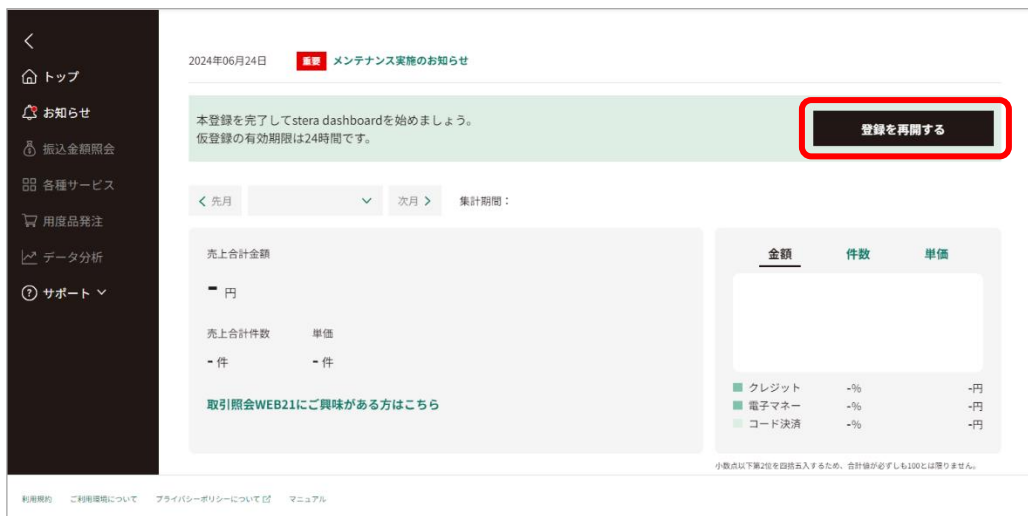 トップ
お知らせ
振込金額照会
各種サービス
用度品発注
データ分析
サポート
2024年06月24日 重要 メンテナンス実施のお知らせ
本登録を完了してstera dashboardを始めましょう。
仮登録の有効期限は24時間です。
登録を再開する
先月 次月 集計期間：
売上合計金額
- 円
売上合計件数 単価
- 件 - 件
取引照会WEB21にご興味がある方はこちら
金額 件数 単価
クレジット -% -円
電子マネー -% -円
コード決済 -% -円
小数点以下第2位を四捨五入するため、合計値が必ずしも100とは限りません。
利用規約 ご利用環境について プライバシーポリシーについて マニュアル